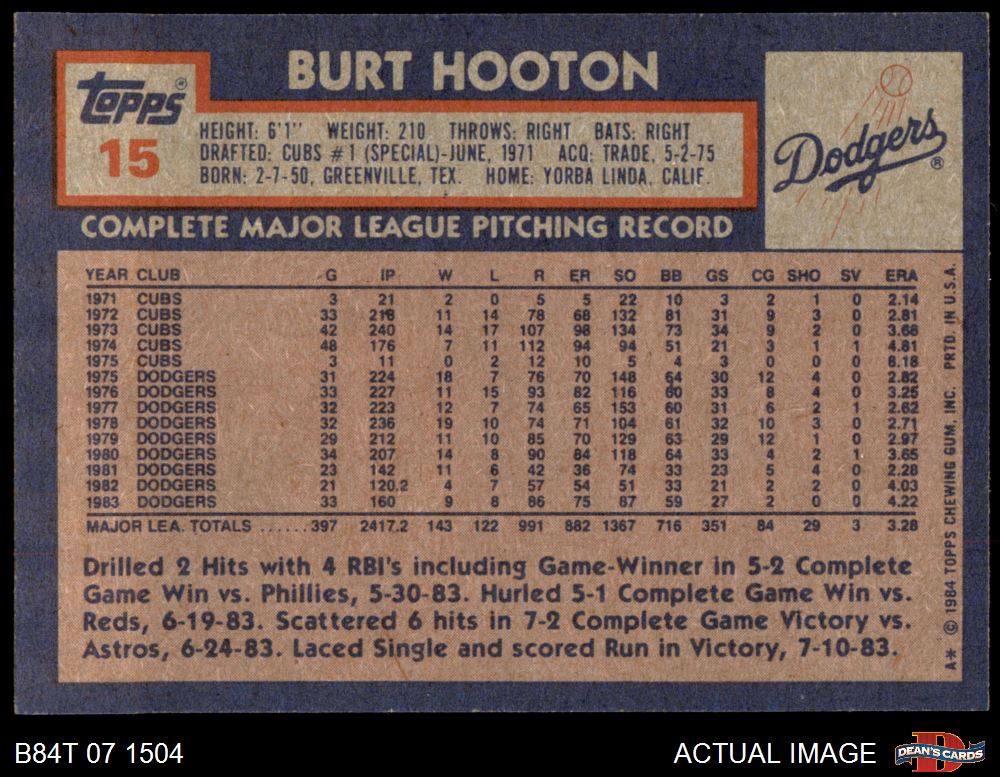 BURT HOOTON
Topps®
15
HEIGHT: 6'1" WEIGHT: 210 THROWS: RIGHT BATS: RIGHT
DRAFTED: CUBS #1 (SPECIAL)-JUNE, 1971 ACQ: TRADE, 5-2-75
BORN: 2-7-50, GREENVILLE, TEX. HOME: YORBA LINDA, CALIF.
Dodgers®
COMPLETE MAJOR LEAGUE PITCHING RECORD
YEAR CLUB G IP W L R ER SO BB GS CG SHO SV ERA
1971 CUBS 3 21 2 0 5 5 22 10 3 2 1 0 2.14
1972 CUBS 33 218 11 14 78 68 132 81 31 9 3 0 2.81
1973 CUBS 42 240 14 17 107 98 134 73 34 9 2 0 3.68
1974 CUBS 48 176 7 11 112 94 94 51 21 3 1 1 4.81
1975 CUBS 3 11 0 2 12 10 5 4 3 0 0 0 8.18
1975 DODGERS 31 224 18 7 76 70 148 64 30 12 4 0 2.82
1976 DODGERS 33 227 11 15 93 82 116 60 33 8 4 0 3.25
1977 DODGERS 32 223 12 7 74 65 153 60 31 6 2 1 2.62
1978 DODGERS 32 236 19 10 74 71 104 61 32 10 3 0 2.71
1979 DODGERS 29 212 11 10 85 70 129 63 29 12 1 0 2.97
1980 DODGERS 34 207 14 8 90 84 118 64 33 4 2 1 3.65
1981 DODGERS 23 142 11 6 42 36 74 33 23 5 4 0 2.28
1982 DODGERS 21 120.2 4 7 57 54 51 33 21 2 2 0 4.03
1983 DODGERS 33 160 9 8 86 75 87 59 27 2 0 0 4.22
MAJOR LEA. TOTALS ......397 2417.2 143 122 991 882 1367 716 351 84 29 3 3.28
Drilled 2 Hits with 4 RBI's including Game-Winner in 5-2 Complete
Game Win vs. Phillies, 5-30-83. Hurled 5-1 Complete Game Win vs.
Reds, 6-19-83. Scattered 6 hits in 7-2 Complete Game Victory vs.
Astros, 6-24-83. Laced Single and scored Run in Victory, 7-10-83.
A* © 1984 TOPPS CHEWING GUM, INC. PRTD. IN U.S.A.
B84T 07 1504
ACTUAL IMAGE
DEAN'S CARDS